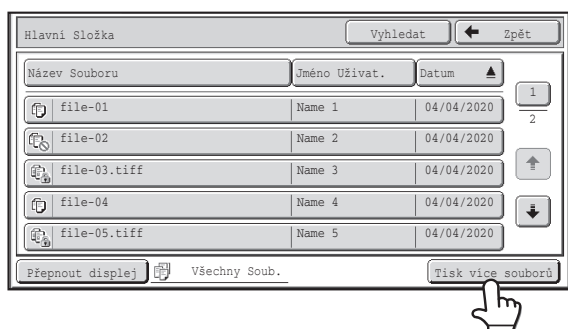 Hlavní Složka Vyhledat Zpět
Název Souboru Jméno Uživat. Datum
file-01 Name 1 04/04/2020
file-02 Name 2 04/04/2020
file-03.tiff Name 3 04/04/2020
file-04 Name 4 04/04/2020
file-05.tiff Name 5 04/04/2020
1
2
Přepnout displej Všechny Soub. Tisk více souborů